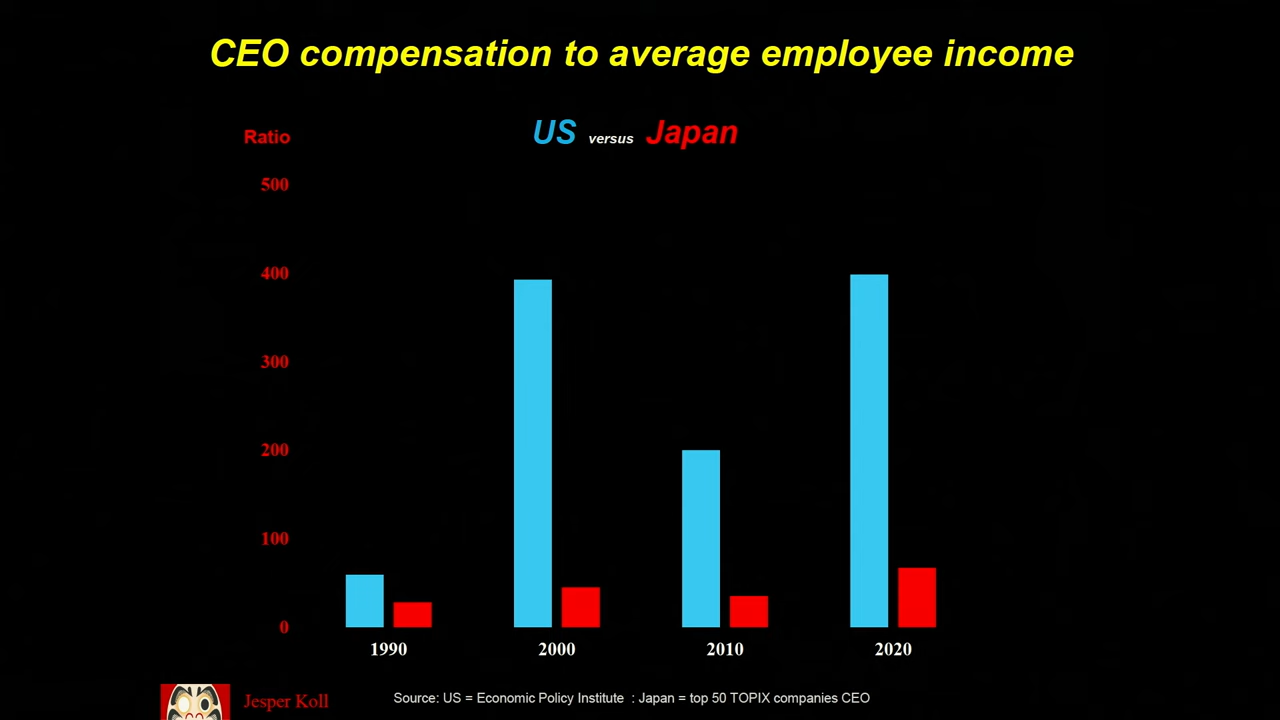 CEO compensation to average employee income
US versus Japan
Ratio
500
400
300
200
100
0
1990 2000 2010 2020
Jesper Koll
Source: US = Economic Policy Institute : Japan = top 50 TOPIX companies CEO